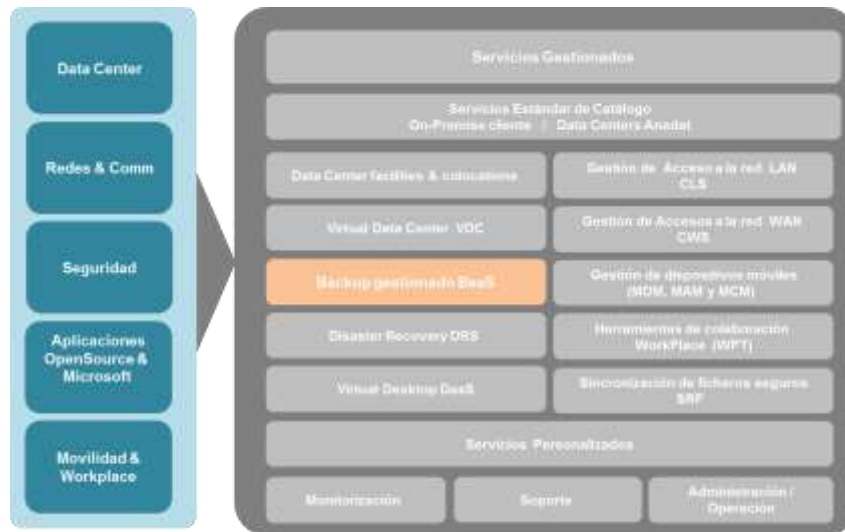 Data Center
Redes & Comm
Seguridad
Aplicaciones
OpenSource &
Microsoft
Movilidad &
Workplace
Servicios Gestionados
Servicios Estándar de Catálogo
On-Premise cliente / Data Centers Anadat
Data Center facilities & colocations
Gestión de Acceso a la red LAN
CLS
Virtual Data Center VDC
Gestión de Accesos a la red WAN
CWS
Backup gestionado BaaS
Gestión de dispositivos móviles
(MDM, MAM y MCM)
Disaster Recovery DRS
Herramientas de colaboración
WorkPlace (WPT)
Virtual Desktop DaaS
Sincronización de ficheros seguros
SRF
Servicios Personalizados
Monitorización
Soporte
Administración /
Operación